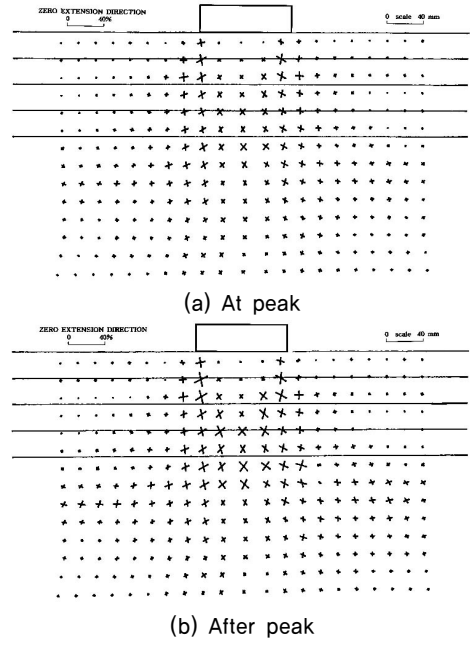 ZERO EXTENSION DIRECTION
0 40%
0 scale 40 mm
(a) At peak
ZERO EXTENSION DIRECTION
0 40%
0 scale 40 mm
(b) After peak